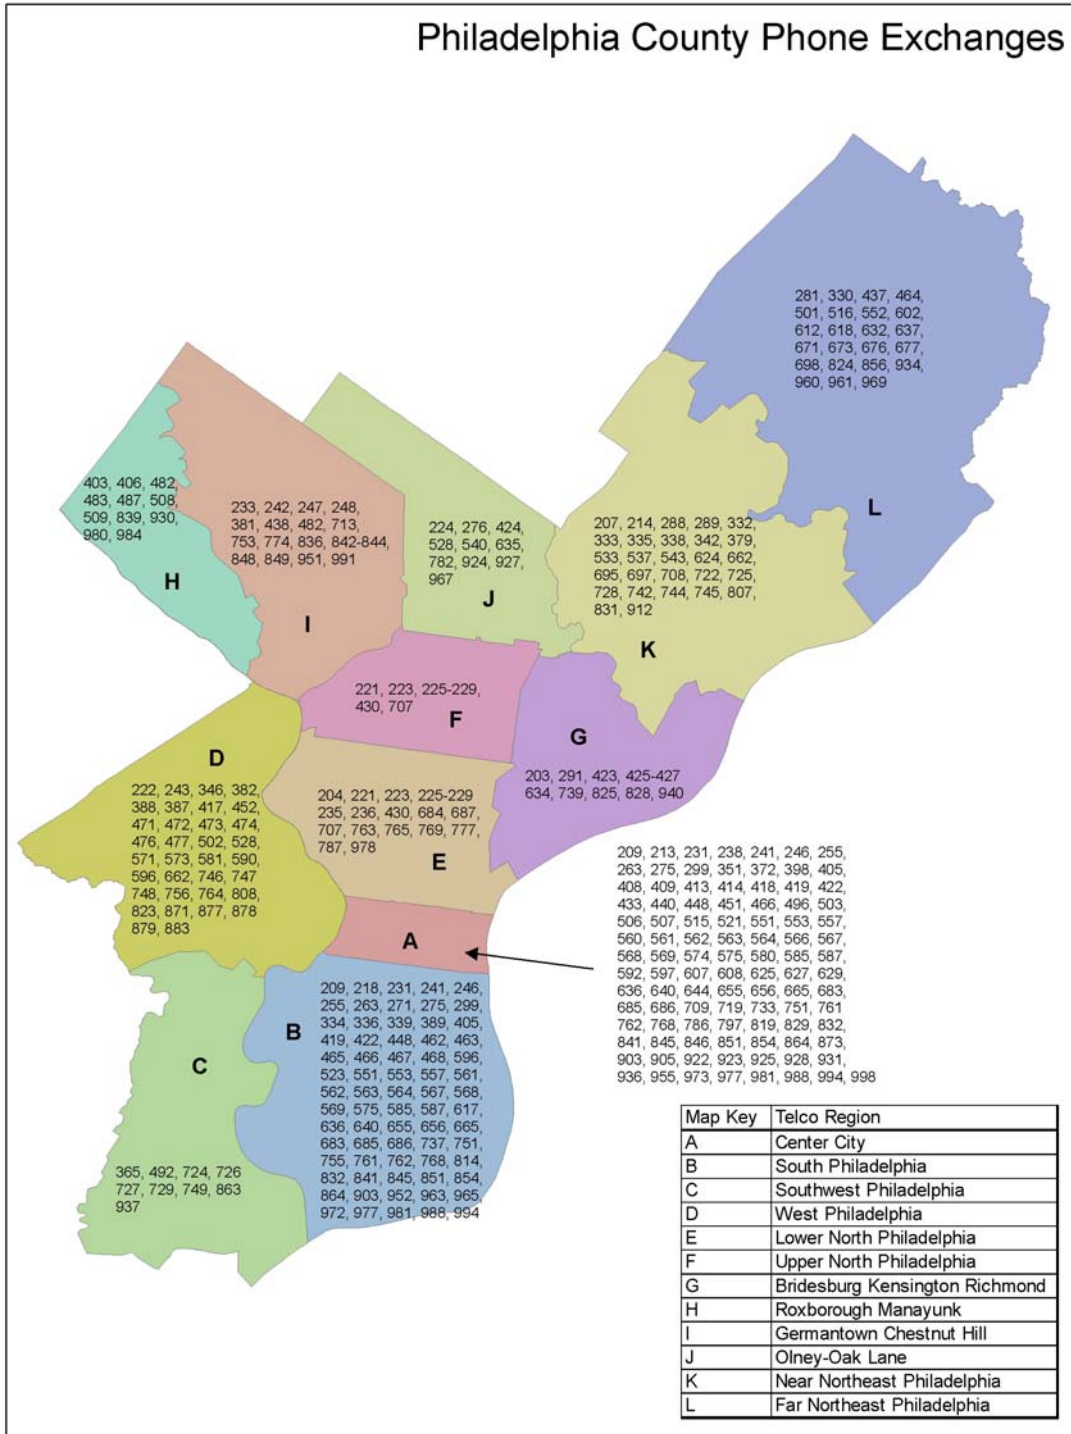 Philadelphia County Phone Exchanges
281, 330, 437, 464,
501, 516, 552, 602,
612, 618, 632, 637,
671, 673, 676, 677,
698, 824, 856, 934,
960, 961, 969
L
403, 406, 482,
483, 487, 508,
509, 839, 930,
980, 984
H
233, 242, 247, 248,
381, 438, 482, 713,
753, 774, 836, 842-844,
848, 849, 951, 991
I
224, 276, 424,
528, 540, 635,
782, 924, 927,
967
J
207, 214, 288, 289, 332,
333, 335, 338, 342, 379,
533, 537, 543, 624, 662,
695, 697, 708, 722, 725,
728, 742, 744, 745, 807,
831, 912
K
221, 223, 225-229,
430, 707
F
G
203, 291, 423, 425-427
634, 739, 825, 828, 940
D
222, 243, 346, 382,
388, 387, 417, 452,
471, 472, 473, 474,
476, 477, 502, 528,
571, 573, 581, 590,
596, 662, 746, 747
748, 756, 764, 808,
823, 871, 877, 878
879, 883
204, 221, 223, 225-229
235, 236, 430, 684, 687,
707, 763, 765, 769, 777,
787, 978
E
A
209, 213, 231, 238, 241, 246, 255,
263, 275, 299, 351, 372, 398, 405,
408, 409, 413, 414, 418, 419, 422,
433, 440, 448, 451, 466, 496, 503,
506, 507, 515, 521, 551, 553, 557,
560, 561, 562, 563, 564, 566, 567,
568, 569, 574, 575, 580, 585, 587,
592, 597, 607, 608, 625, 627, 629,
636, 640, 644, 655, 656, 665, 683,
685, 686, 709, 719, 733, 751, 761
762, 768, 786, 797, 819, 829, 832,
841, 845, 846, 851, 854, 864, 873,
903, 905, 922, 923, 925, 928, 931,
936, 955, 973, 977, 981, 988, 994, 998
B
209, 218, 231, 241, 246,
255, 263, 271, 275, 299,
334, 336, 339, 389, 405,
419, 422, 448, 462, 463,
465, 466, 467, 468, 596,
523, 551, 553, 557, 561,
562, 563, 564, 567, 568,
569, 575, 585, 587, 617,
636, 640, 655, 656, 665,
683, 685, 686, 737, 751,
755, 761, 762, 768, 814,
832, 841, 845, 851, 854,
864, 903, 952, 963, 965,
972, 977, 981, 988, 994
C
365, 492, 724, 726
727, 729, 749, 863
937
Map Key Telco Region
A Center City
B South Philadelphia
C Southwest Philadelphia
D West Philadelphia
E Lower North Philadelphia
F Upper North Philadelphia
G Bridesburg Kensington Richmond
H Roxborough Manayunk
I Germantown Chestnut Hill
J Olney-Oak Lane
K Near Northeast Philadelphia
L Far Northeast Philadelphia